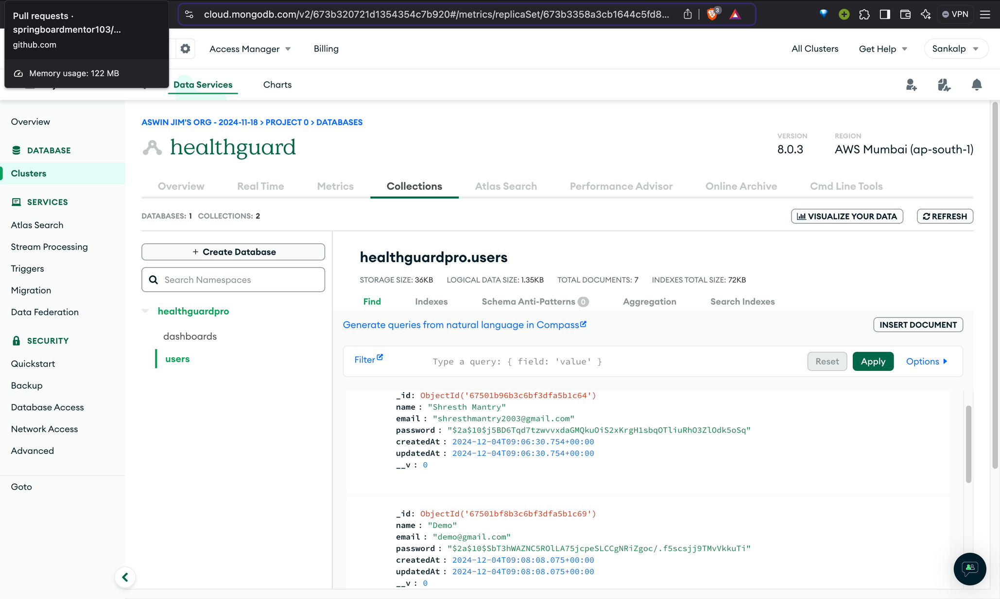 Pull requests ·
springboardmentor103/...
github.com
Memory usage: 122 MB
cloud.mongodb.com/v2/673b320721d1354354c7b920#/metrics/replicaSet/673b3358a3cb1644c5fd8...
3
VPN
Access Manager
Billing
All Clusters
Get Help
Sankalp
Data Services
Charts
Overview
DATABASE
Clusters
SERVICES
Atlas Search
Stream Processing
Triggers
Migration
Data Federation
SECURITY
Quickstart
Backup
Database Access
Network Access
Advanced
Goto
ASWIN JIM'S ORG - 2024-11-18 > PROJECT 0 > DATABASES
healthguard
VERSION
8.0.3
REGION
AWS Mumbai (ap-south-1)
Overview
Real Time
Metrics
Collections
Atlas Search
Performance Advisor
Online Archive
Cmd Line Tools
DATABASES: 1 COLLECTIONS: 2
VISUALIZE YOUR DATA
REFRESH
+ Create Database
Search Namespaces
healthguardpro
dashboards
users
healthguardpro.users
STORAGE SIZE: 36KB LOGICAL DATA SIZE: 1.35KB TOTAL DOCUMENTS: 7 INDEXES TOTAL SIZE: 72KB
Find
Indexes
Schema Anti-Patterns 0
Aggregation
Search Indexes
Generate queries from natural language in Compass
INSERT DOCUMENT
Filter
Type a query: { field: 'value' }
Reset
Apply
Options
_id: ObjectId('67501b96b3c6bf3dfa5b1c64')
name : "Shresth Mantry"
email : "shresthmantry2003@gmail.com"
password : "$2a$10$j5BD6Tqd7tzwvvxdaGMQkuOiS2xKrgH1sbqOTliuRhO3ZlOdk5oSq"
createdAt : 2024-12-04T09:06:30.754+00:00
updatedAt : 2024-12-04T09:06:30.754+00:00
__v : 0
_id: ObjectId('67501bf8b3c6bf3dfa5b1c69')
name : "Demo"
email : "demo@gmail.com"
password : "$2a$10$SbT3hWAZNC5ROlLA75jcpeSLCCgNRiZgoc/.f5scsjj9TMvVkkuTi"
createdAt : 2024-12-04T09:08:08.075+00:00
updatedAt : 2024-12-04T09:08:08.075+00:00
__v : 0